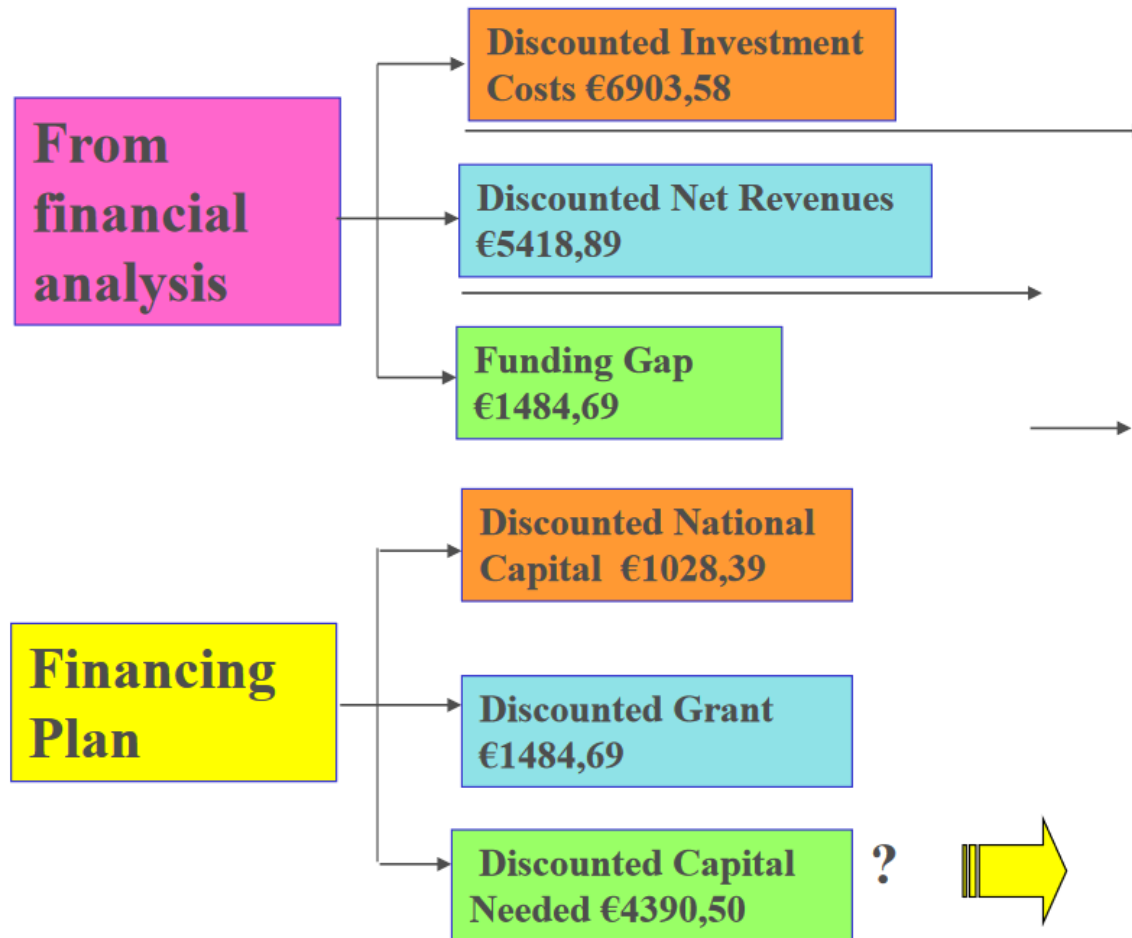 From
financial
analysis
Discounted Investment
Costs €6903,58
Discounted Net Revenues
€5418,89
Funding Gap
€1484,69
Financing
Plan
Discounted National
Capital €1028,39
Discounted Grant
€1484,69
Discounted Capital
Needed €4390,50
?